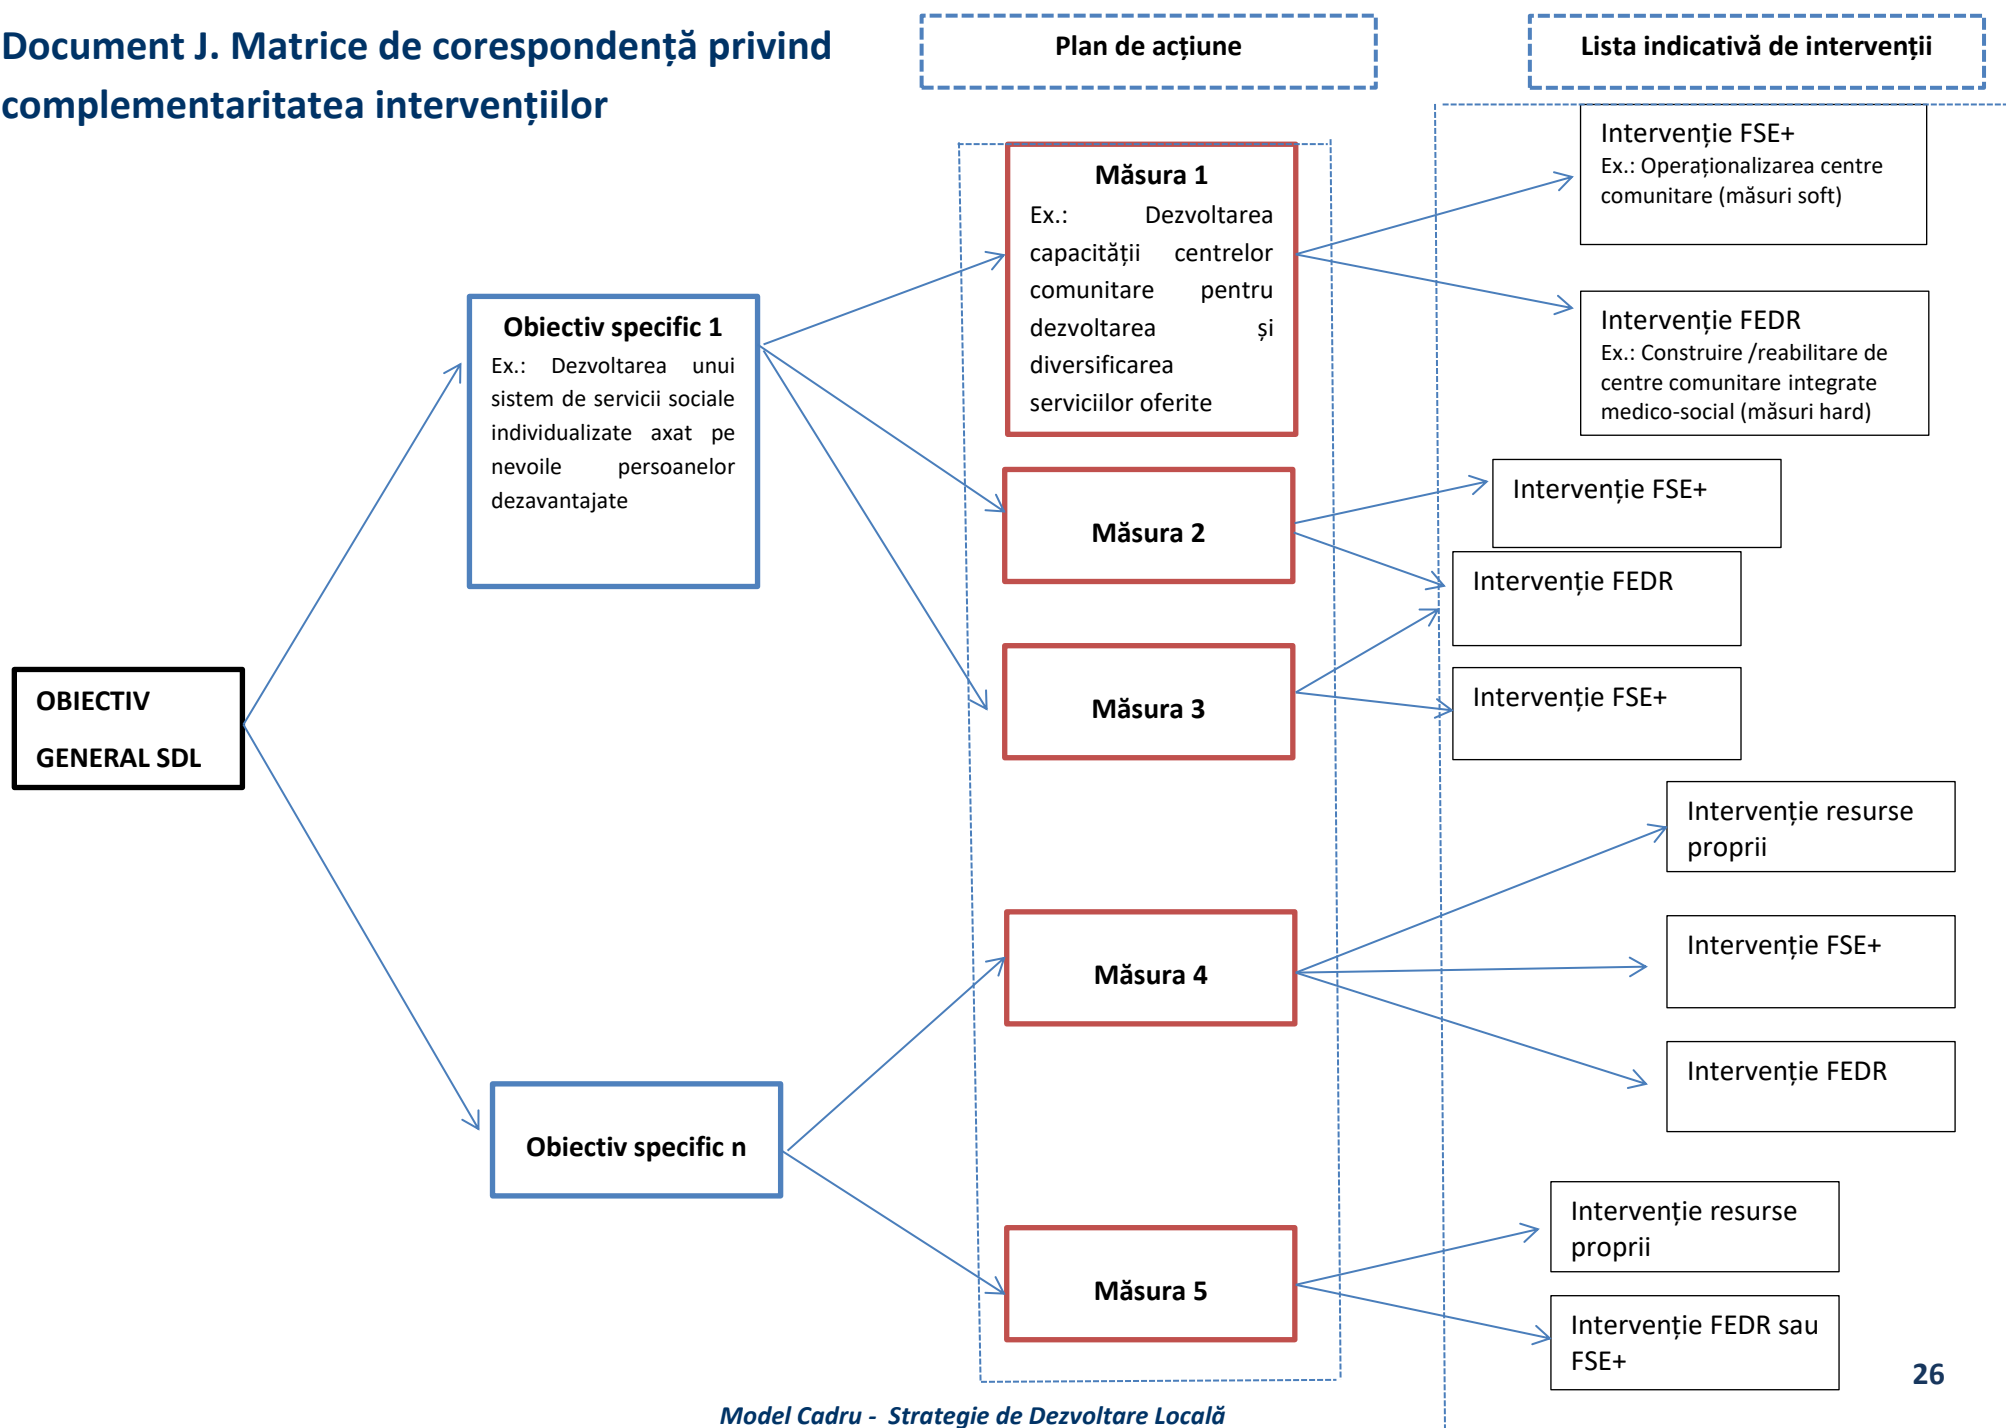 Document J. Matrice de corespondență privind
complementaritatea intervențiilor
Plan de acțiune
Lista indicativă de intervenții
OBIECTIV
GENERAL SDL
Obiectiv specific 1
Ex.: Dezvoltarea unui
sistem de servicii sociale
individualizate axat pe
nevoile persoanelor
dezavantajate
Obiectiv specific n
Măsura 1
Ex.: Dezvoltarea
capacității centrelor
comunitare pentru
dezvoltarea și
diversificarea
serviciilor oferite
Măsura 2
Măsura 3
Măsura 4
Măsura 5
Intervenție FSE+
Ex.: Operaționalizarea centre
comunitare (măsuri soft)
Intervenție FEDR
Ex.: Construire /reabilitare de
centre comunitare integrate
medico-social (măsuri hard)
Intervenție FSE+
Intervenție FEDR
Intervenție FSE+
Intervenție resurse
proprii
Intervenție FSE+
Intervenție FEDR
Intervenție resurse
proprii
Intervenție FEDR sau
FSE+
26
Model Cadru - Strategie de Dezvoltare Locală